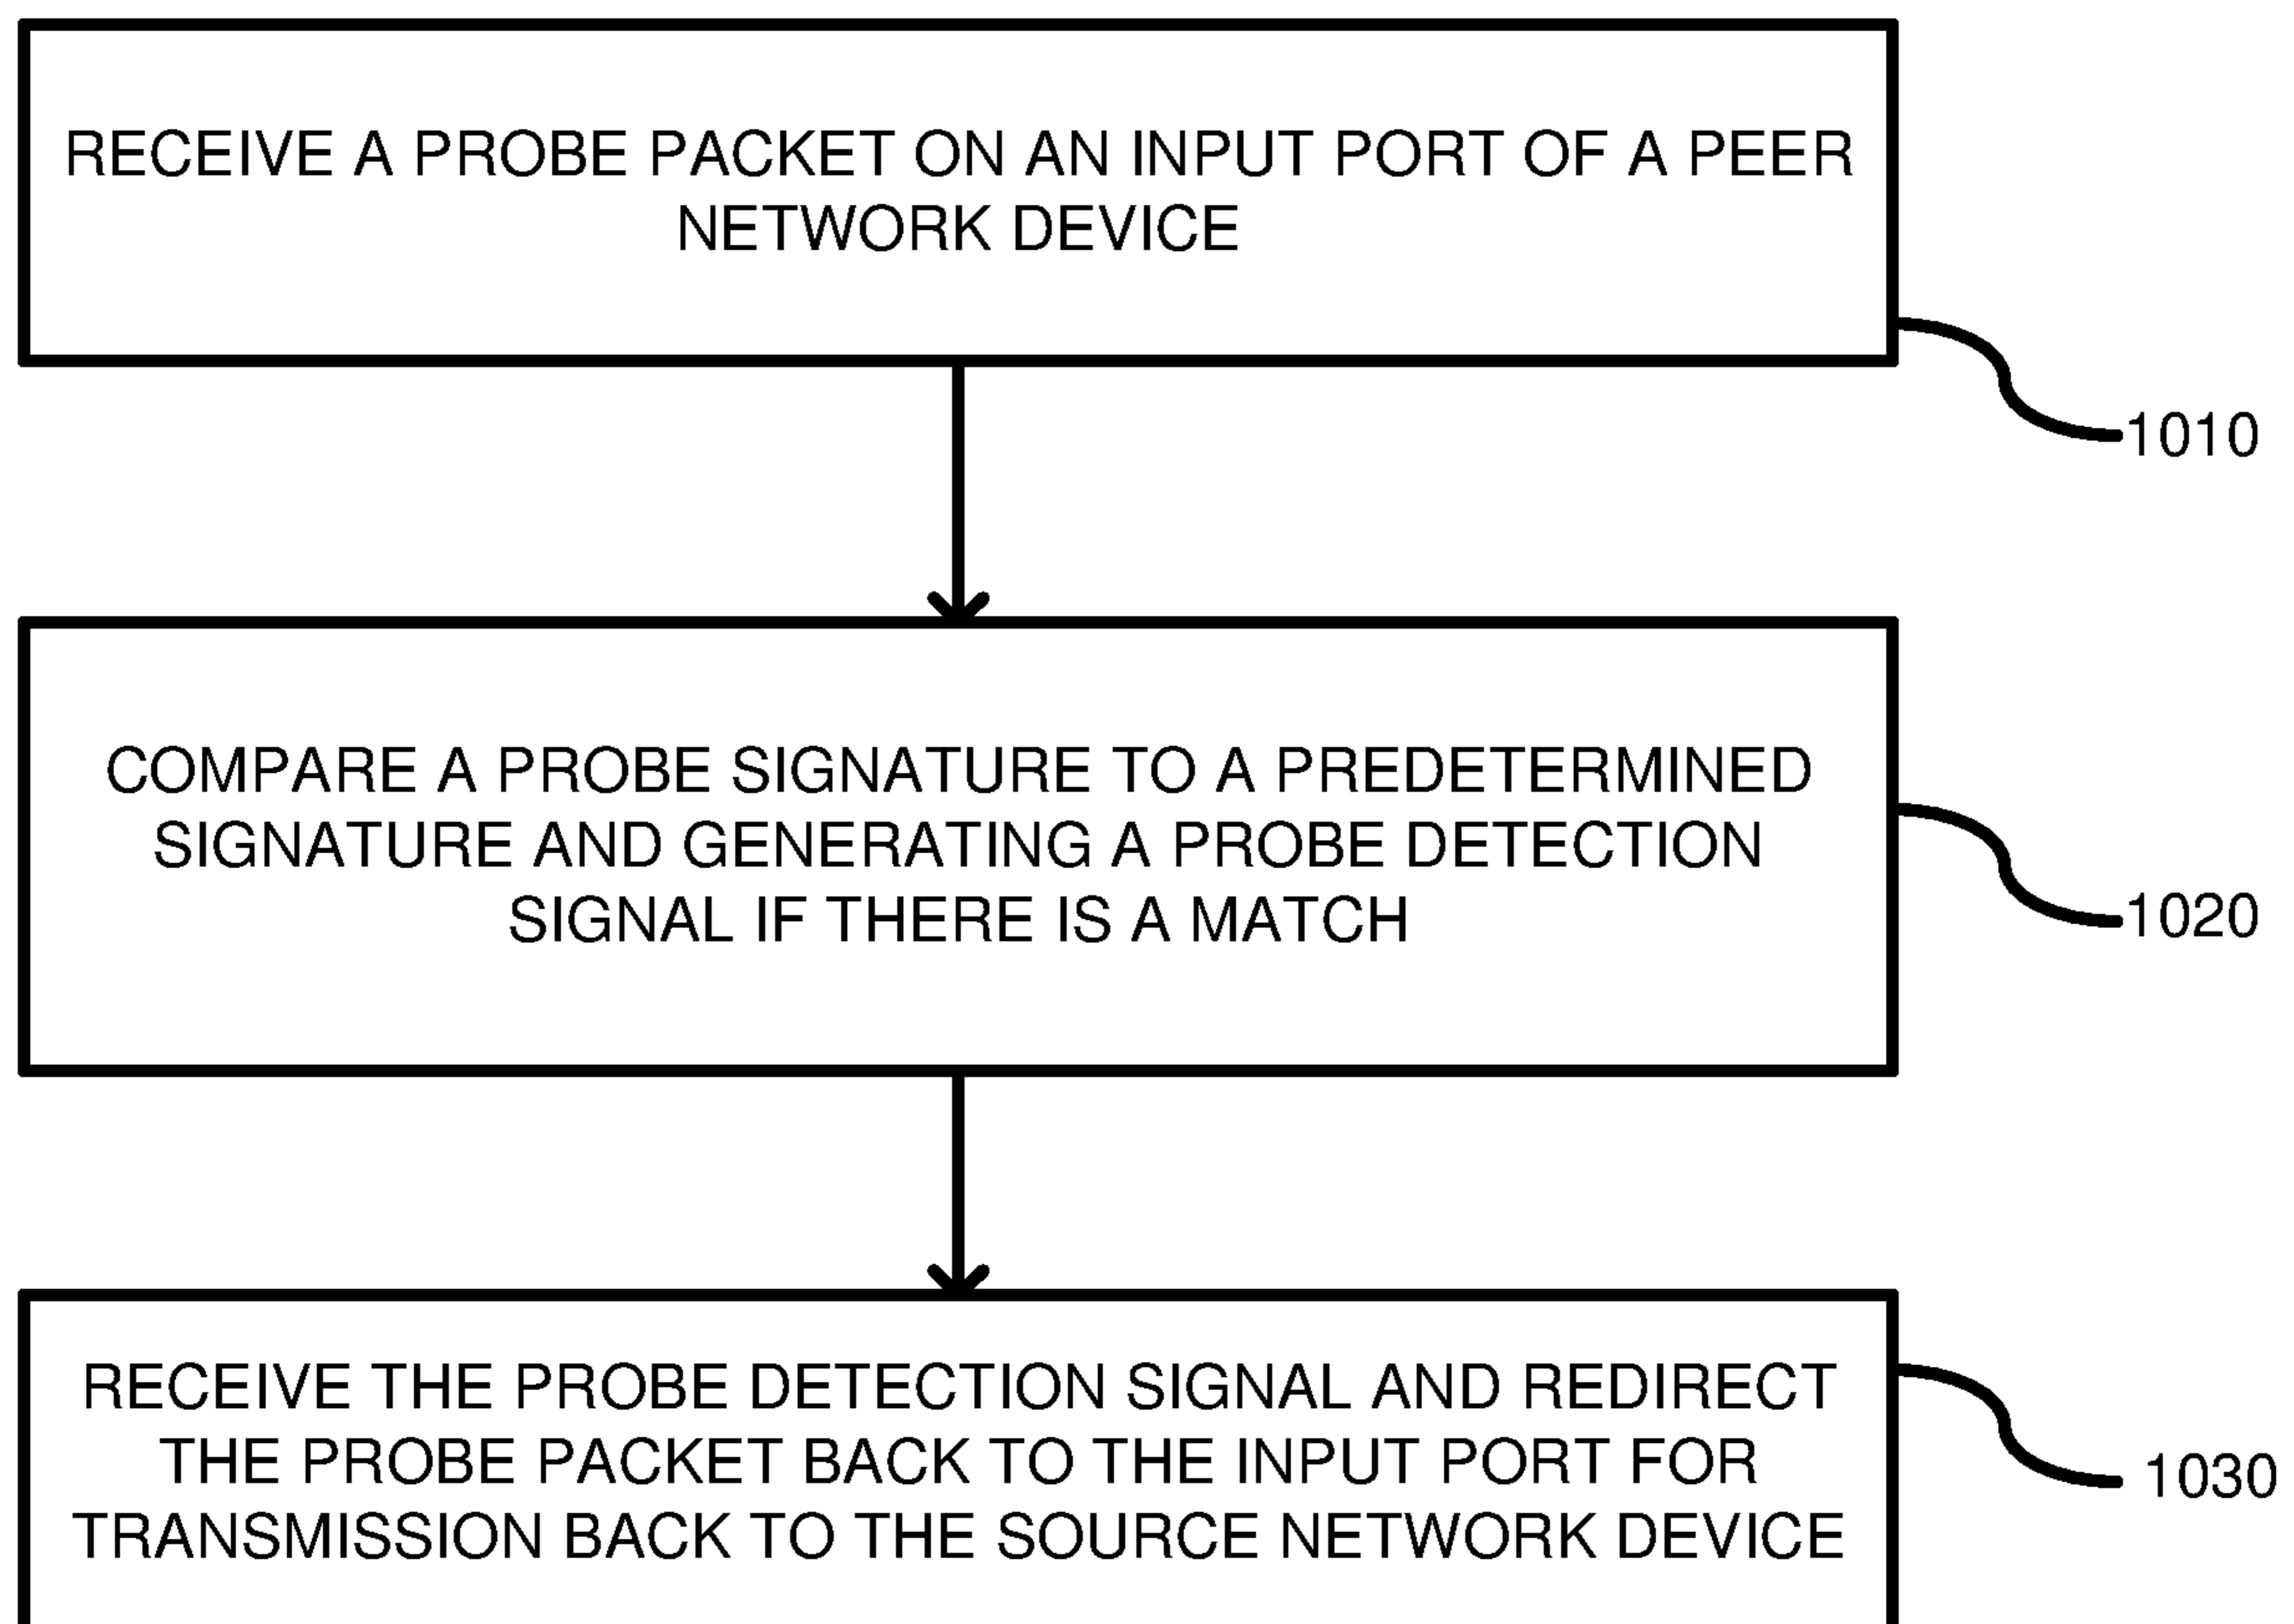 RECEIVE A PROBE PACKET ON AN INPUT PORT OF A PEER
NETWORK DEVICE
1010
COMPARE A PROBE SIGNATURE TO A PREDETERMINED
SIGNATURE AND GENERATING A PROBE DETECTION
SIGNAL IF THERE IS A MATCH
1020
RECEIVE THE PROBE DETECTION SIGNAL AND REDIRECT
THE PROBE PACKET BACK TO THE INPUT PORT FOR
TRANSMISSION BACK TO THE SOURCE NETWORK DEVICE
1030